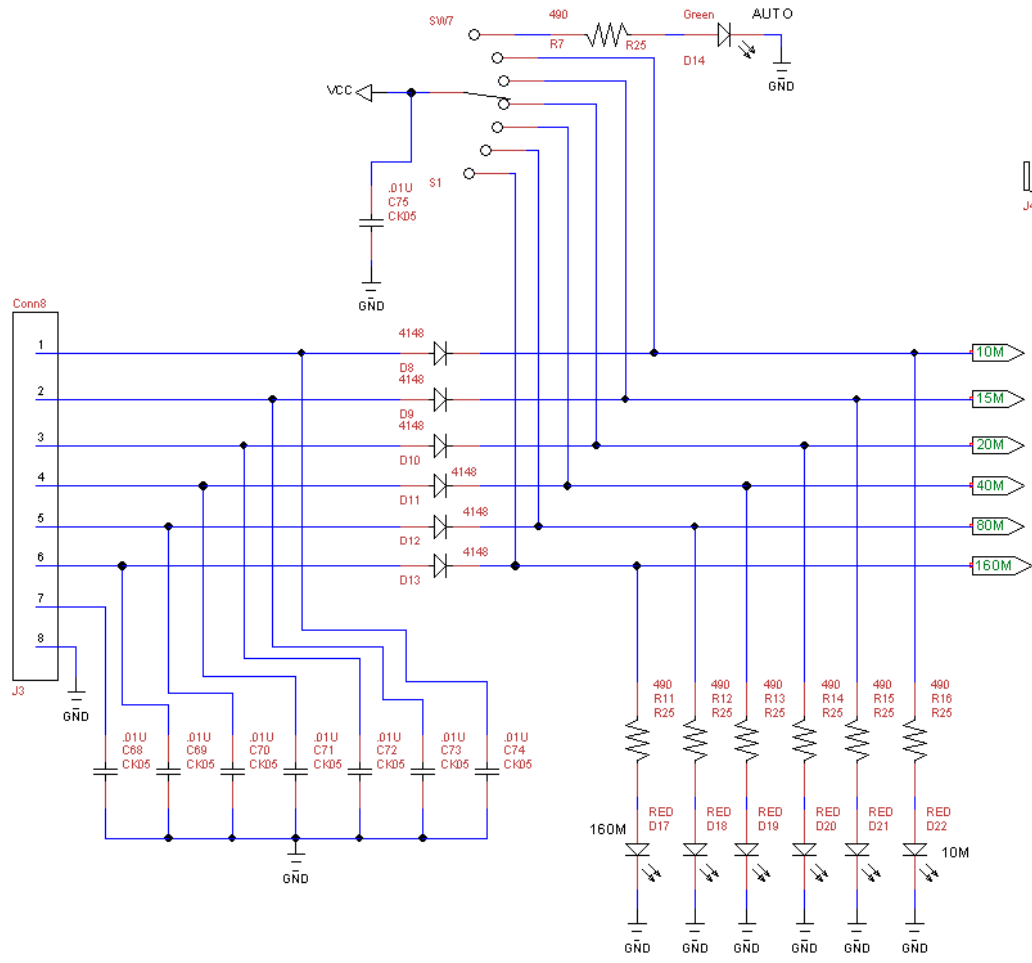 SW7
490
Green
AUTO
R7
R25
D14
GND
VCC
S1
.01U
C75
CK05
GND
J4
Conn8
1
2
3
4
5
6
7
8
J3
GND
4148
D8
4148
D9
4148
D10
4148
D11
4148
D12
4148
D13
10M
15M
20M
40M
80M
160M
.01U
C68
CK05
.01U
C69
CK05
.01U
C70
CK05
.01U
C71
CK05
.01U
C72
CK05
.01U
C73
CK05
.01U
C74
CK05
GND
490
R11
R25
490
R12
R25
490
R13
R25
490
R14
R25
490
R15
R25
490
R16
R25
160M
RED
D17
RED
D18
RED
D19
RED
D20
RED
D21
RED
D22
10M
GND
GND
GND
GND
GND
GND